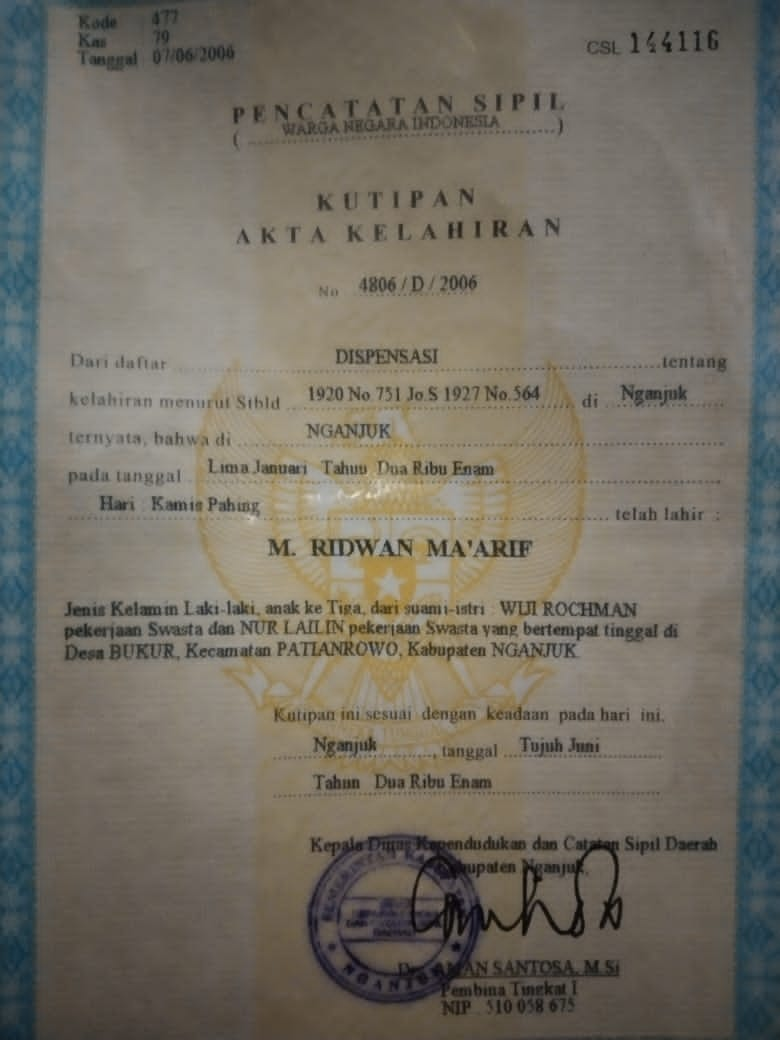 Kode 477
Kas 79
Tanggal 07/06/2006
CSL 144116
PENCATATAN SIPIL
( WARGA NEGARA INDONESIA )
KUTIPAN
AKTA KELAHIRAN
No 4806 / D / 2006
Dari daftar DISPENSASI tentang
kelahiran menurut Stbld 1920 No 751 Jo.S 1927 No.564 di Nganjuk
ternyata, bahwa di NGANJUK
pada tanggal Lima Januari Tahun Dua Ribu Enam
Hari : Kamis Pahing telah lahir :
M. RIDWAN MA'ARIF
Jenis Kelamin Laki-laki, anak ke Tiga, dari suami-istri : WIJI ROCHMAN
pekerjaan Swasta dan NUR LAILIN pekerjaan Swasta yang bertempat tinggal di
Desa BUKUR, Kecamatan PATIANROWO, Kabupaten NGANJUK
Kutipan ini sesuai dengan keadaan pada hari ini.
Nganjuk, tanggal Tujuh Juni
Tahun Dua Ribu Enam
Kepala Dinas Kependudukan dan Catatan Sipil Daerah
Kabupaten Nganjuk,
SANTOSA, M.Si
Pembina Tingkat I
NIP. 510 058 675
NGANJUK